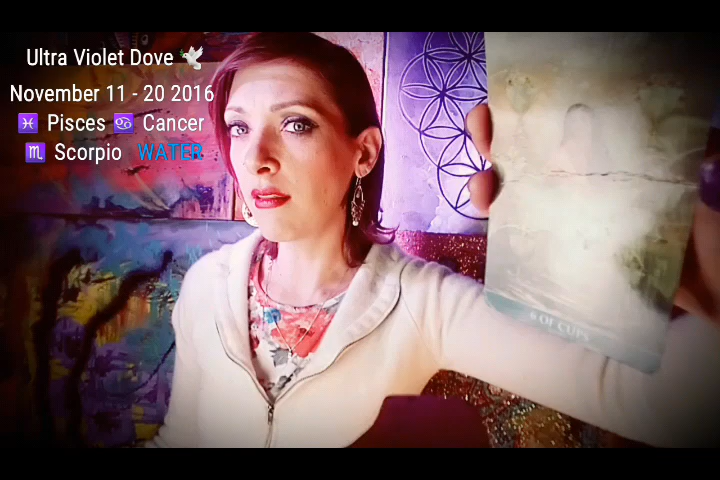 Ultra Violet Dove 🕊
November 11 - 20 2016
♓ Pisces ♋ Cancer
♏ Scorpio WATER
6 OF CUPS